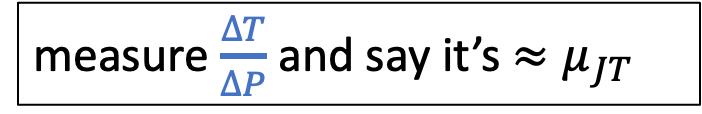 measure ΔT/ΔP and say it's ≈ μ_JT